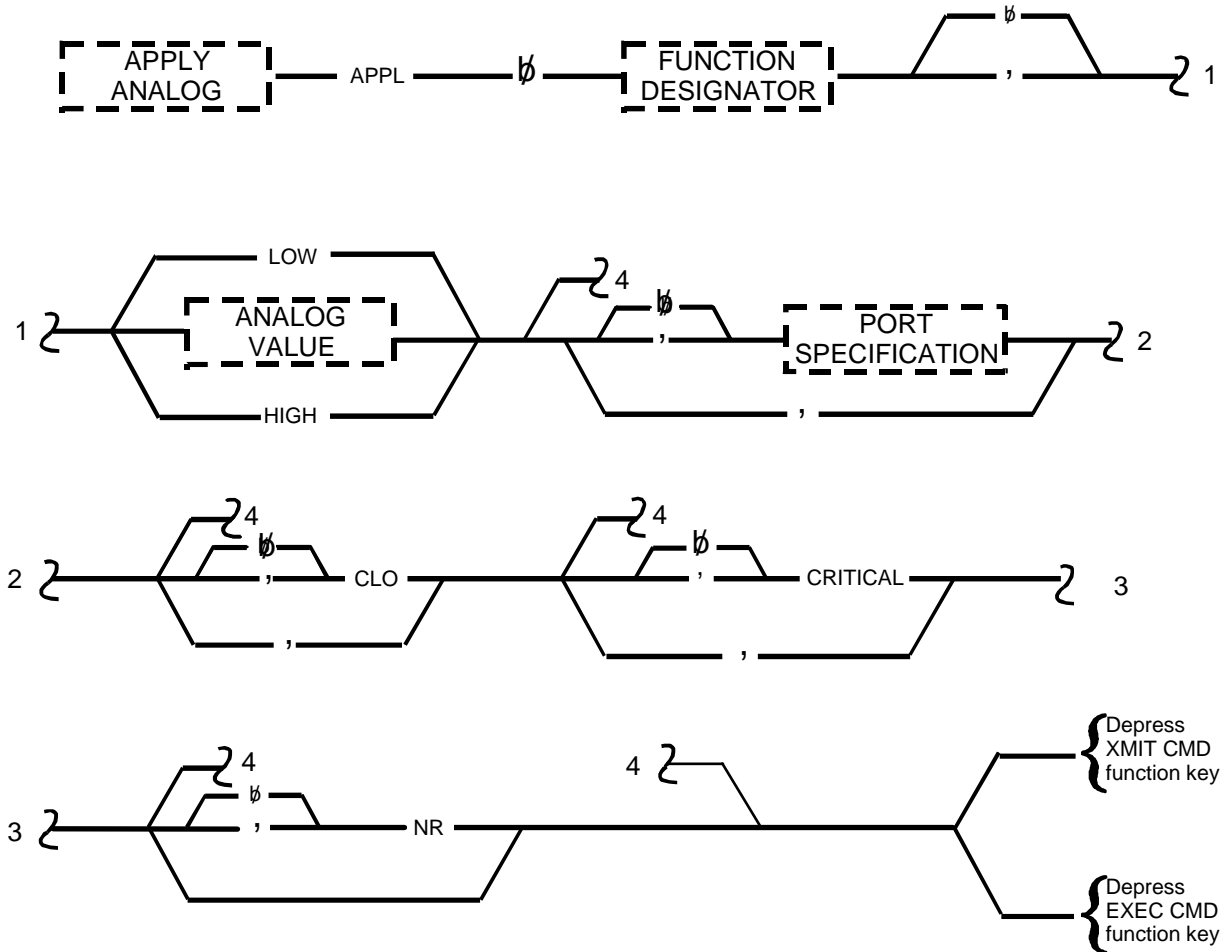 ƀ
APPLY
ANALOG
APPL
ƀ
FUNCTION
DESIGNATOR
,
1
LOW
4
ƀ
1
ANALOG
VALUE
,
PORT
SPECIFICATION
2
HIGH
,
4
4
ƀ
ƀ
2
,
CLO
,
CRITICAL
3
,
,
Depress
XMIT CMD
function key
4
4
ƀ
3
,
NR
Depress
EXEC CMD
function key